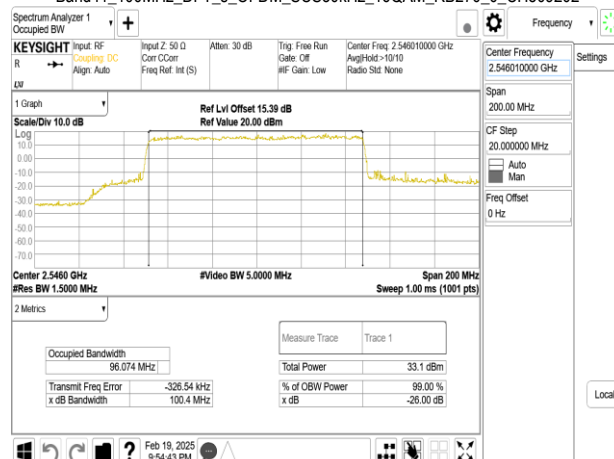 Spectrum Analyzer 1
Occupied BW
KEYSIGHT
Input: RF
Coupling: DC
Align: Auto
Input Z: 50 Ω
Corr CCorr
Freq Ref: Int (S)
Atten: 30 dB
Trig: Free Run
Gate: Off
#IF Gain: Low
Center Freq: 2.546010000 GHz
Avg|Hold:>10/10
Radio Std: None
R
LXI
Frequency
Settings
Center Frequency
2.546010000 GHz
Span
200.00 MHz
CF Step
20.000000 MHz
Auto
Man
Freq Offset
0 Hz
Local
1 Graph
Scale/Div 10.0 dB
Ref Lvl Offset 15.39 dB
Ref Value 20.00 dBm
Log
10.0
0.00
-10.0
-20.0
-30.0
-40.0
-50.0
-60.0
-70.0
Center 2.5460 GHz
#Video BW 5.0000 MHz
Span 200 MHz
#Res BW 1.5000 MHz
Sweep 1.00 ms (1001 pts)
2 Metrics
Measure Trace
Trace 1
Occupied Bandwidth
96.074 MHz
Total Power
33.1 dBm
Transmit Freq Error
-326.54 kHz
% of OBW Power
99.00 %
x dB Bandwidth
100.4 MHz
x dB
-26.00 dB
?
Feb 19, 2025
9:54:43 PM